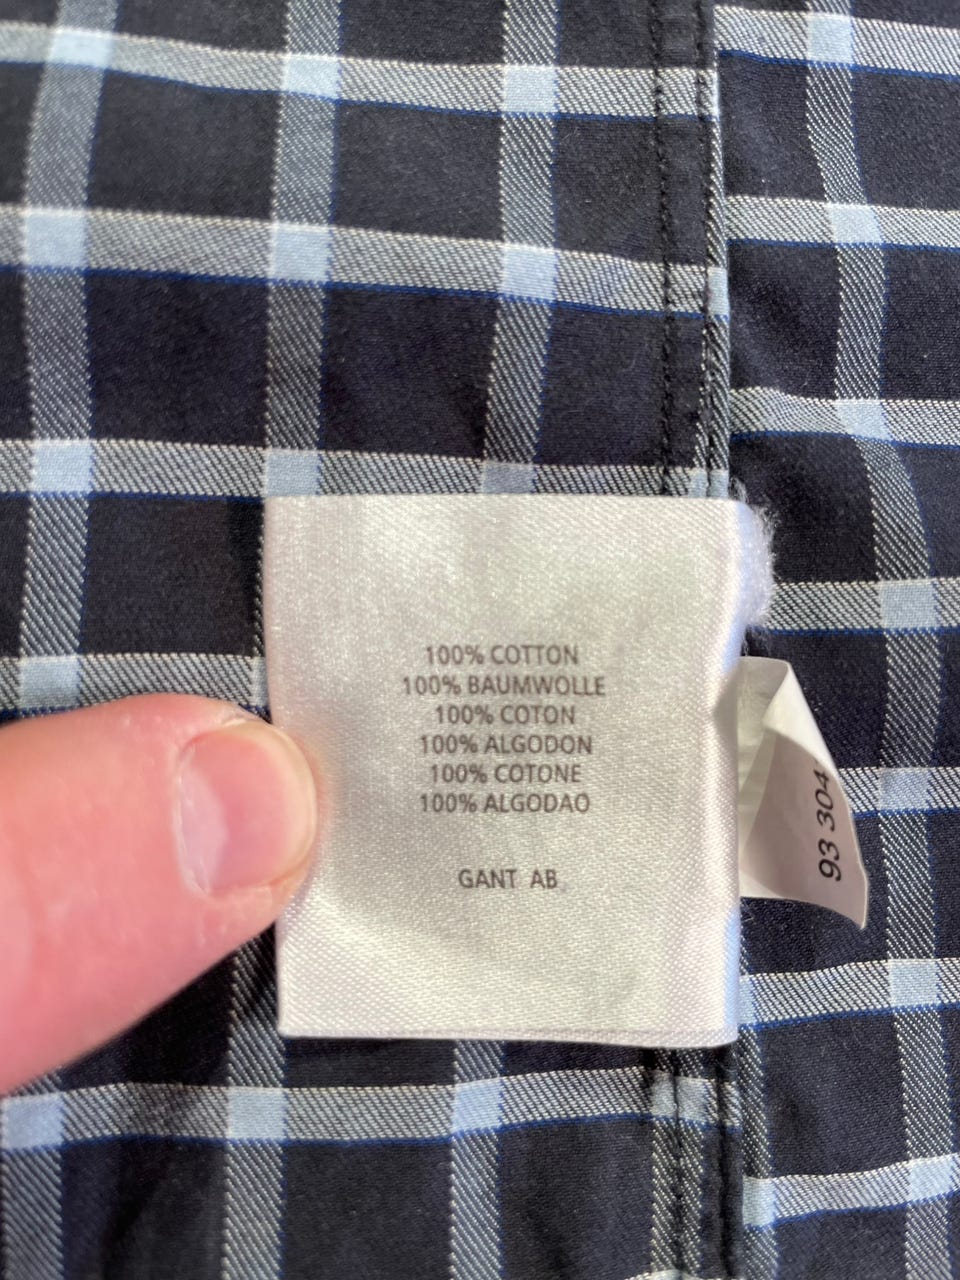 100% COTTON
100% BAUMWOLLE
100% COTON
100% ALGODON
100% COTONE
100% ALGODAO
GANT AB
93 304